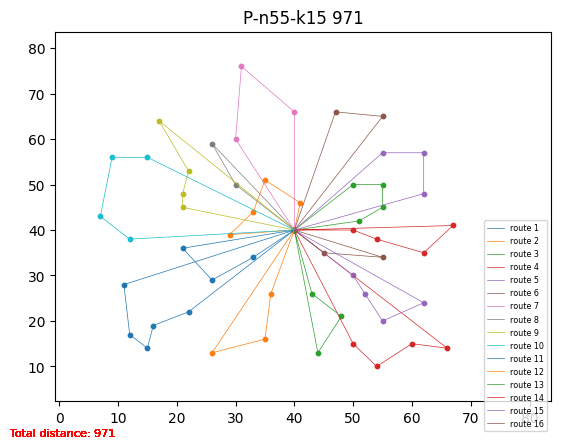 P-n55-k15 971
80
70
60
50
40
30
20
10
0 10 20 30 40 50 60 70 80
route 1
route 2
route 3
route 4
route 5
route 6
route 7
route 8
route 9
route 10
route 11
route 12
route 13
route 14
route 15
route 16
Total distance: 971